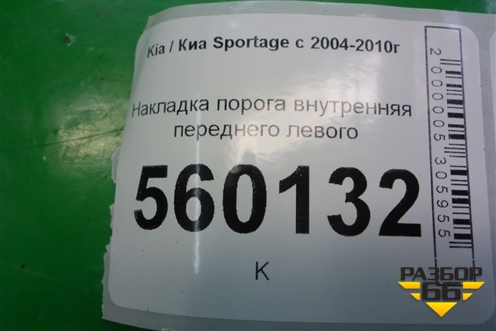 Kia / Киа Sportage с 2004-2010г
Накладка порога внутренняя
переднего левого
560132
К
2000005305955
РАЗБОР
66